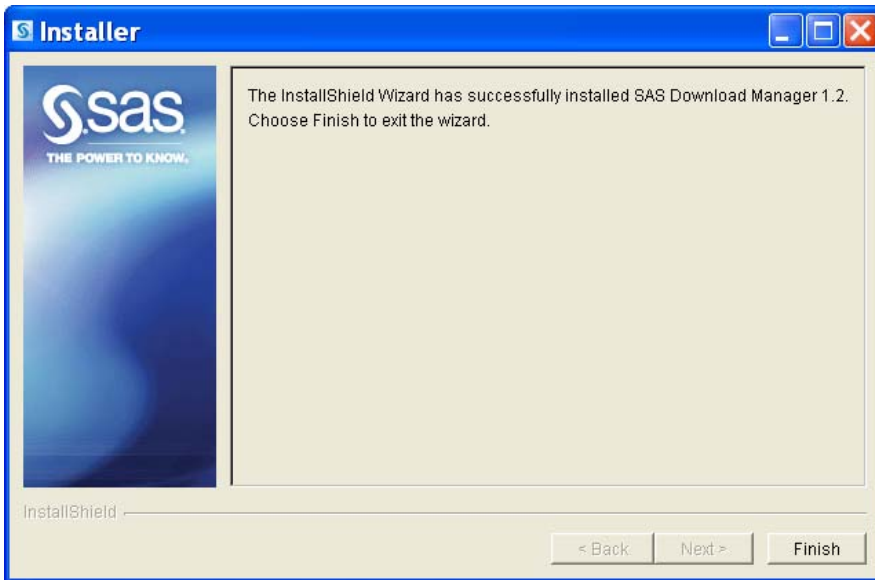 Installer
sas
THE POWER TO KNOW.
The InstallShield Wizard has successfully installed SAS Download Manager 1.2.
Choose Finish to exit the wizard.
InstallShield
< Back
Next >
Finish